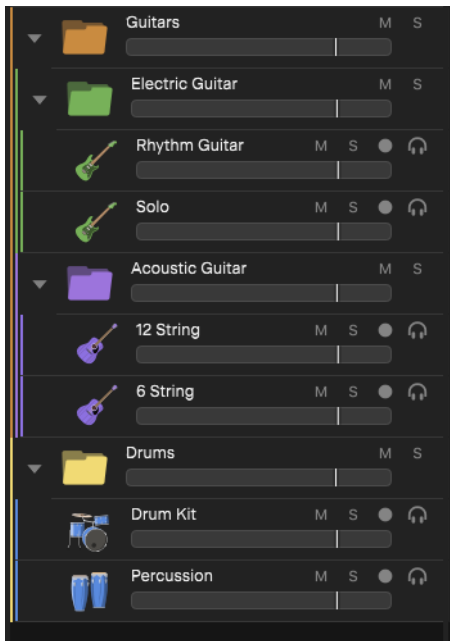 Guitars M S
Electric Guitar M S
Rhythm Guitar M S
Solo M S
Acoustic Guitar M S
12 String M S
6 String M S
Drums M S
Drum Kit M S
Percussion M S